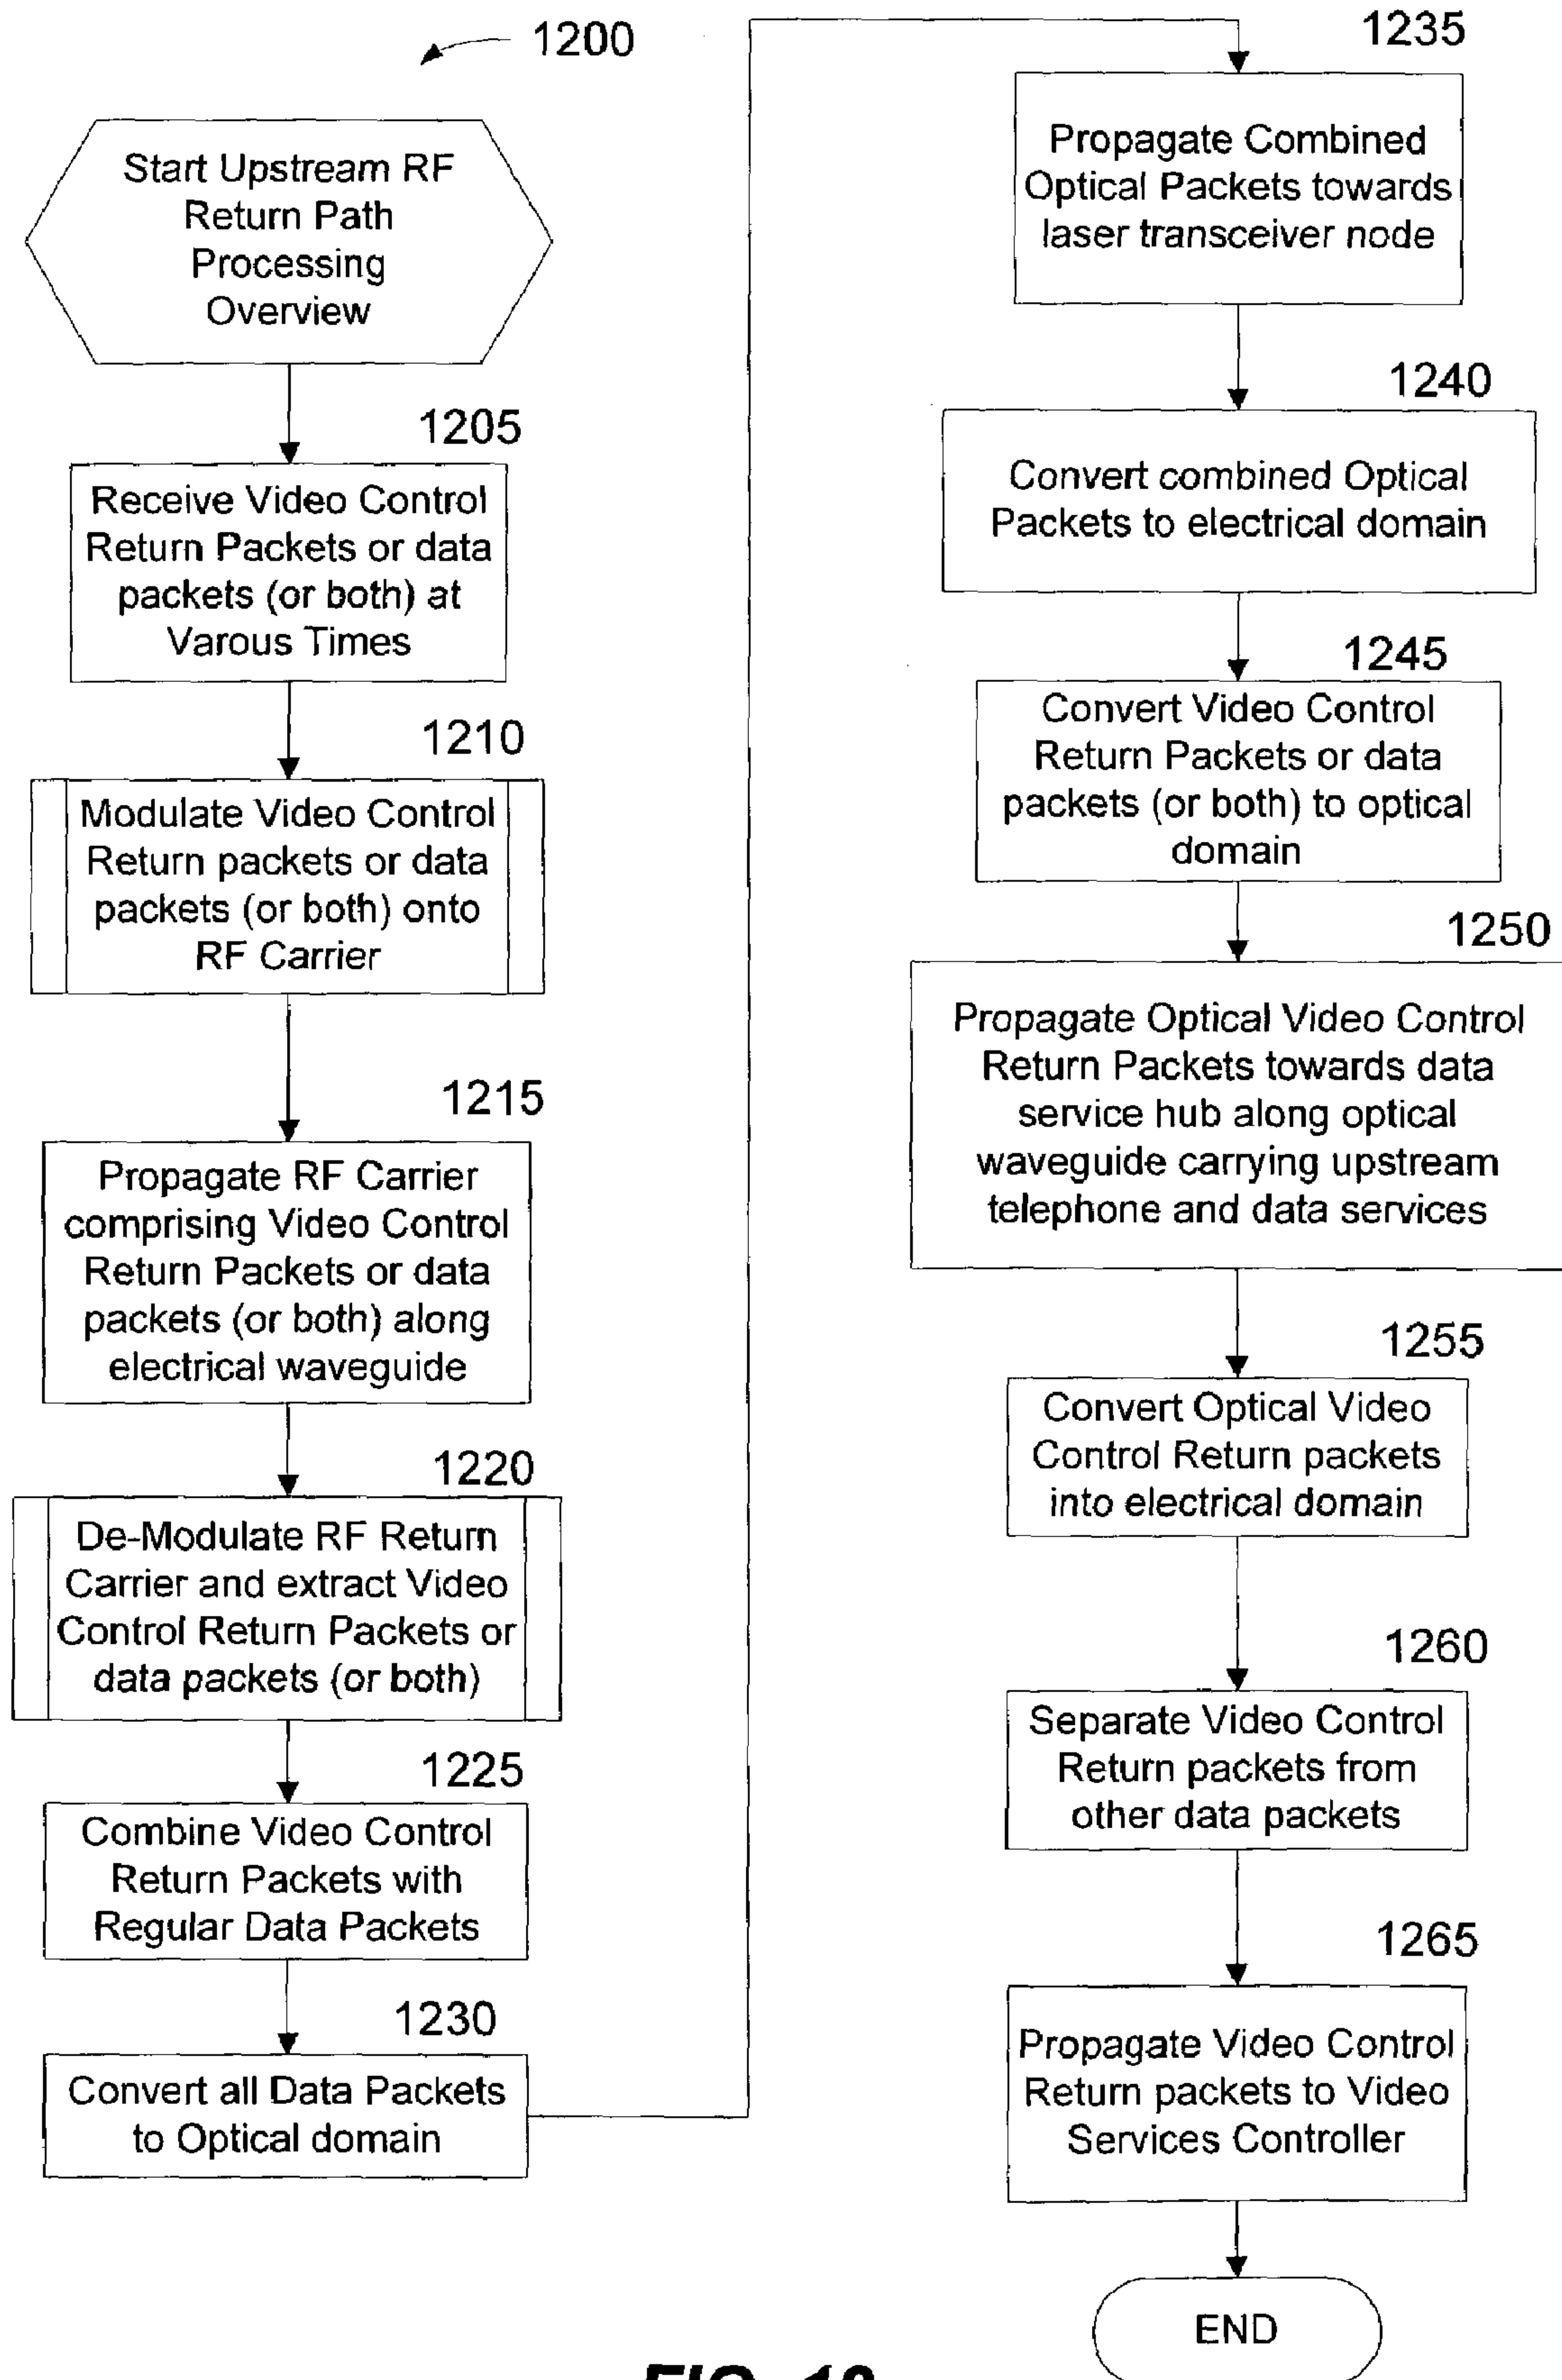 1200
Start Upstream RF
Return Path
Processing
Overview
1205
Receive Video Control
Return Packets or data
packets (or both) at
Varous Times
1210
Modulate Video Control
Return packets or data
packets (or both) onto
RF Carrier
1215
Propagate RF Carrier
comprising Video Control
Return Packets or data
packets (or both) along
electrical waveguide
1220
De-Modulate RF Return
Carrier and extract Video
Control Return Packets or
data packets (or both)
1225
Combine Video Control
Return Packets with
Regular Data Packets
1230
Convert all Data Packets
to Optical domain
1235
Propagate Combined
Optical Packets towards
laser transceiver node
1240
Convert combined Optical
Packets to electrical domain
1245
Convert Video Control
Return Packets or data
packets (or both) to optical
domain
1250
Propagate Optical Video Control
Return Packets towards data
service hub along optical
waveguide carrying upstream
telephone and data services
1255
Convert Optical Video
Control Return packets
into electrical domain
1260
Separate Video Control
Return packets from
other data packets
1265
Propagate Video Control
Return packets to Video
Services Controller
END
FIG.